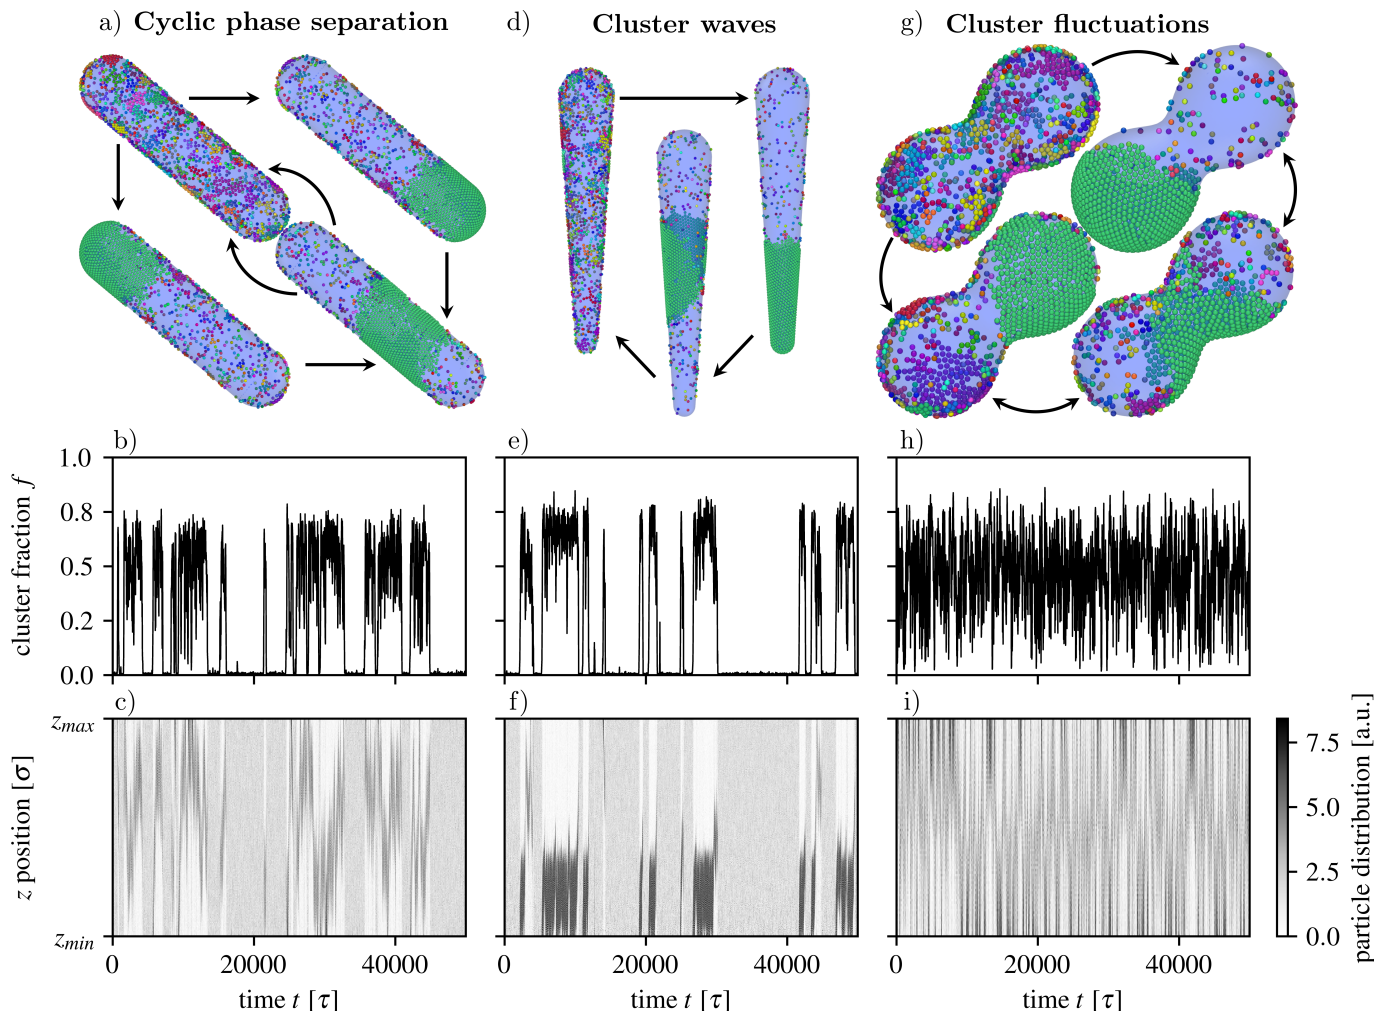 a) Cyclic phase separation
d) Cluster waves
g) Cluster fluctuations
b)
e)
h)
cluster fraction f
1.0
0.8
0.5
0.2
0.0
c)
f)
i)
z position [σ]
zmax
zmin
0 20000 40000
0 20000 40000
0 20000 40000
time t [τ]
time t [τ]
time t [τ]
7.5
5.0
2.5
0.0
particle distribution [a.u.]